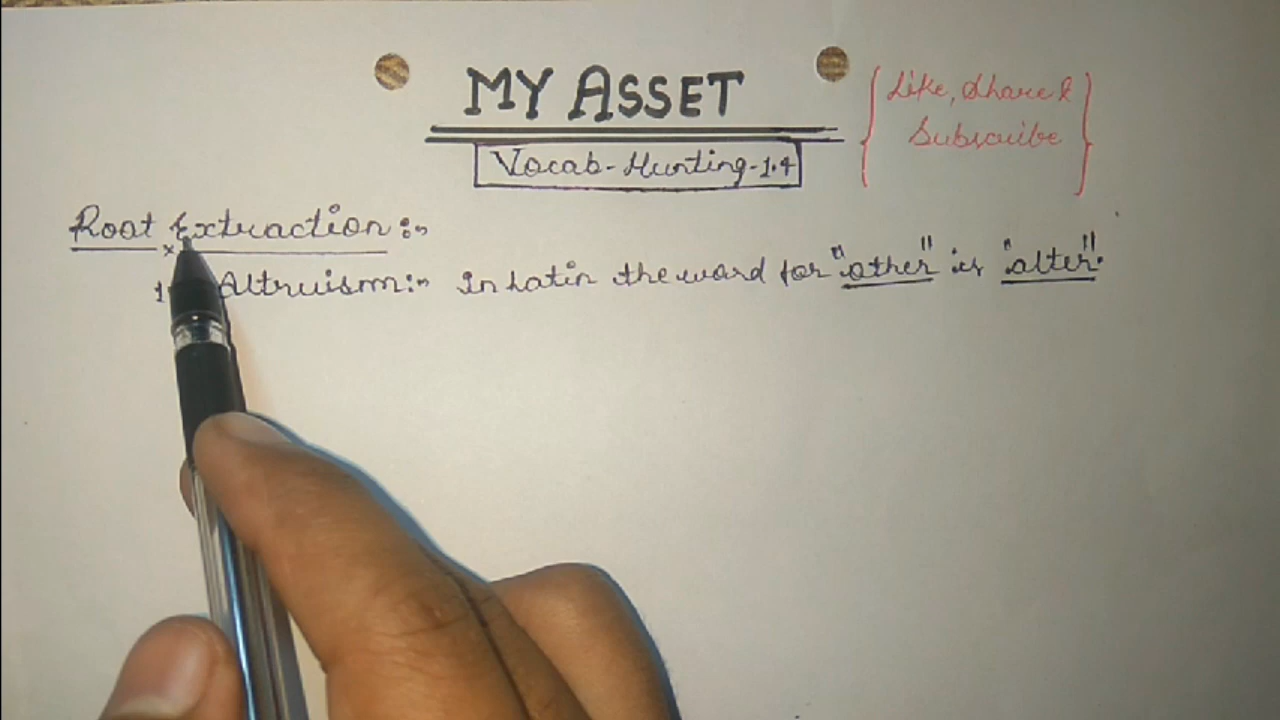 MY ASSET
Like, Share &
Subscribe
Vocab-Hunting-1.4
Root Extraction:-
1 Altruism:- In Latin the word for "other" is "alter".